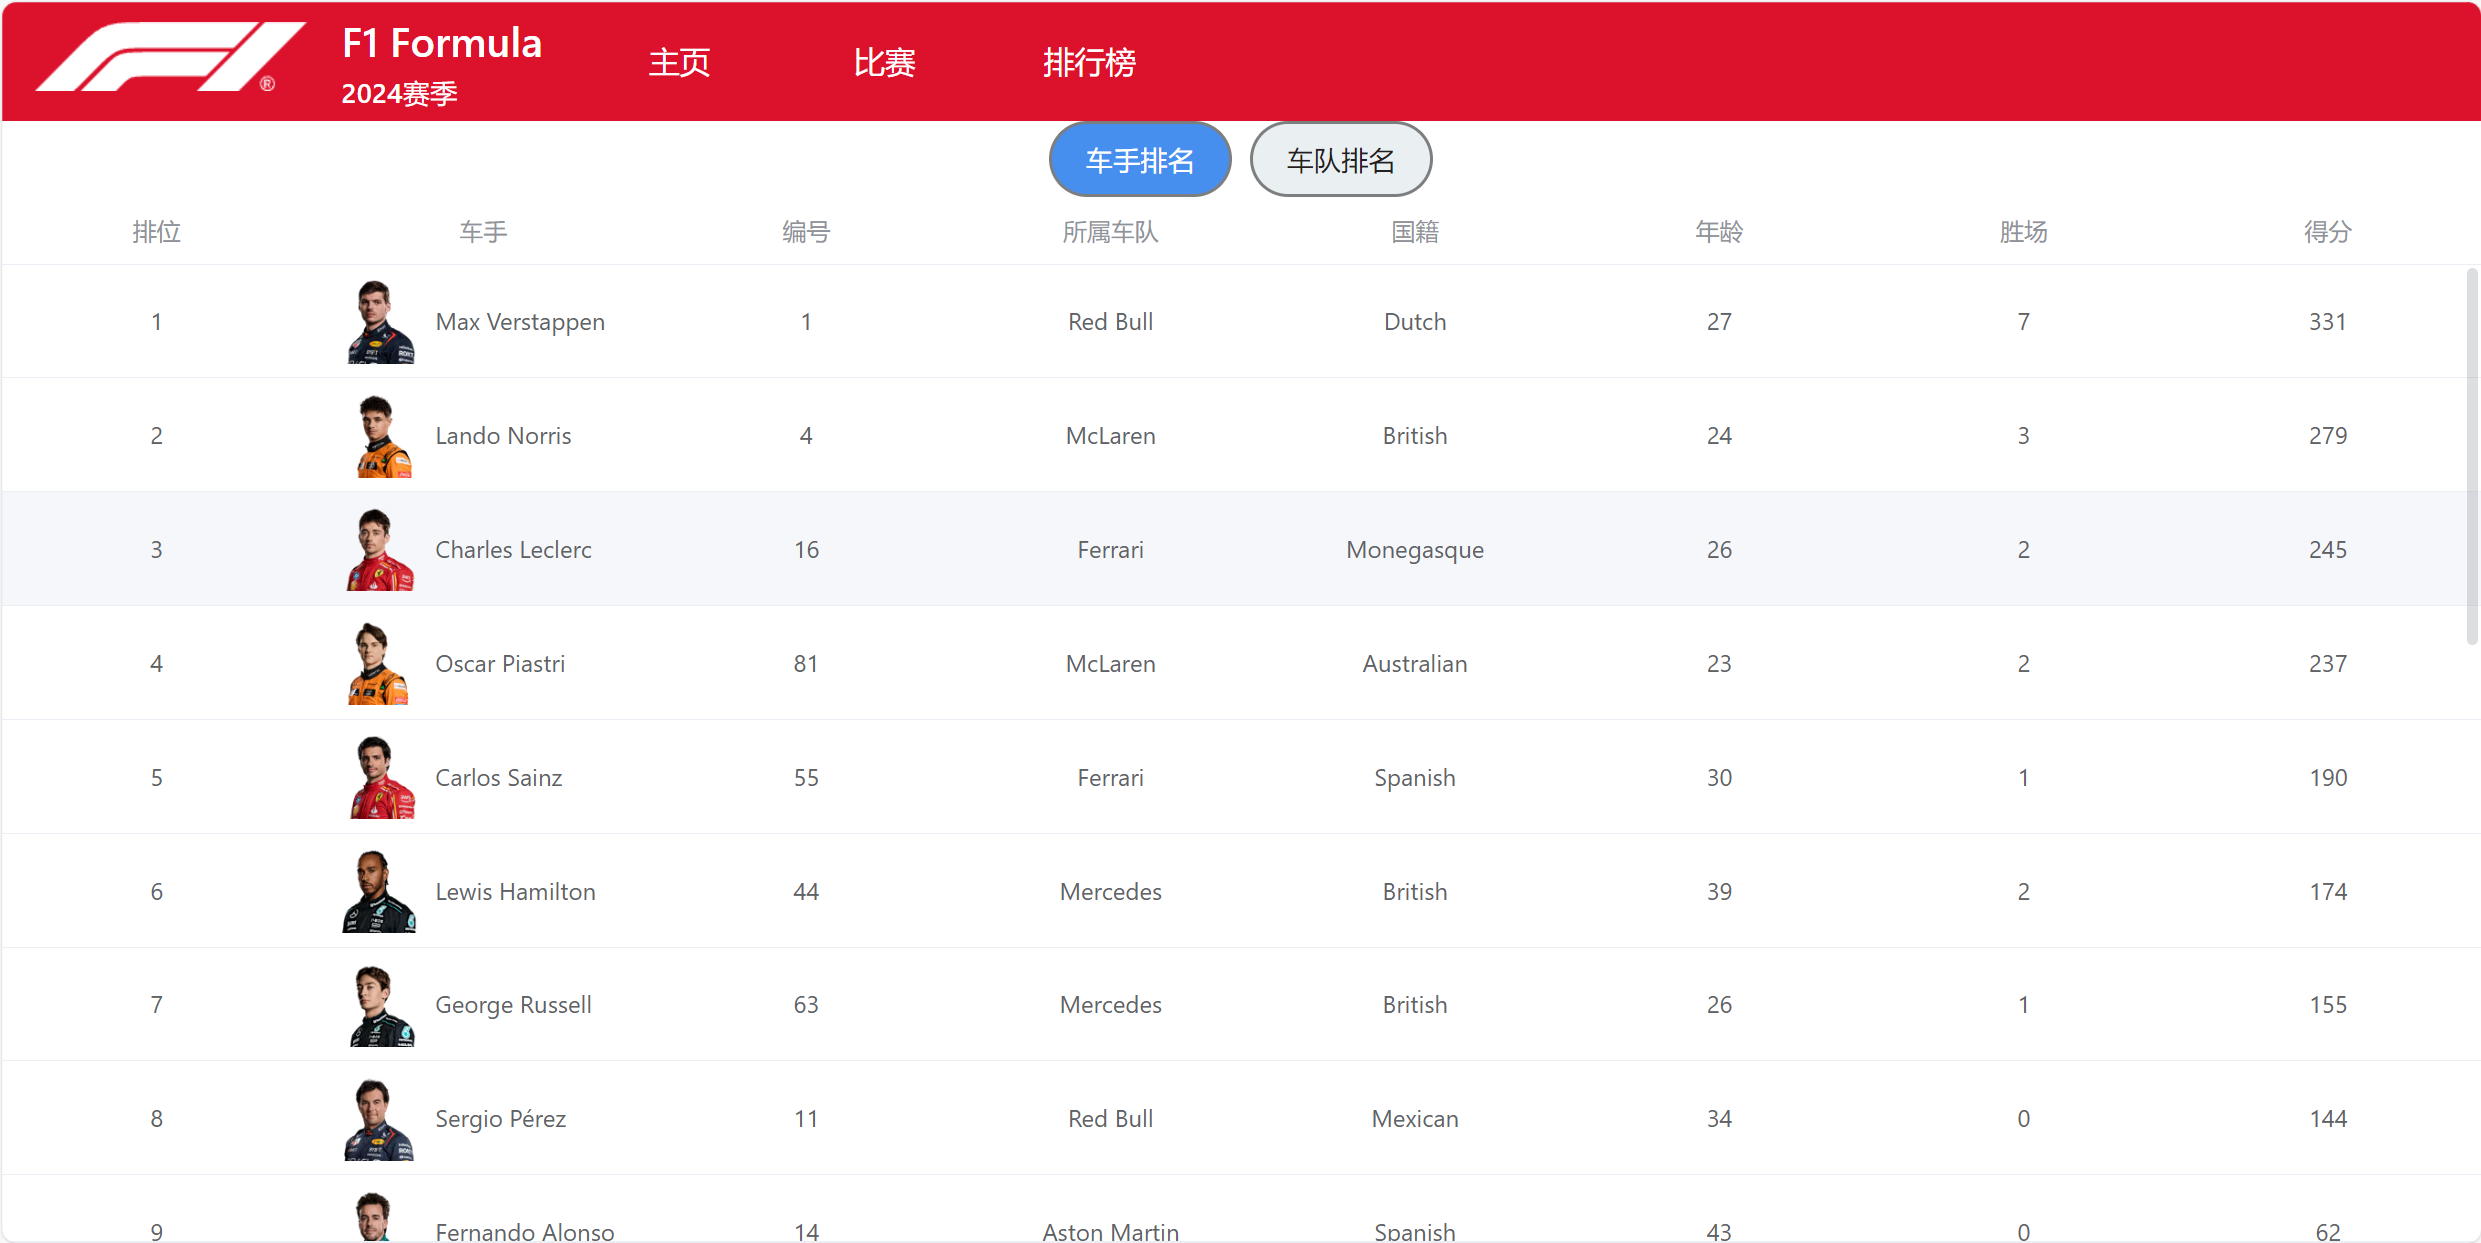 F1 Formula
2024赛季
主页 比赛 排行榜
车手排名 车队排名
排位 车手 编号 所属车队 国籍 年龄 胜场 得分
1 Max Verstappen 1 Red Bull Dutch 27 7 331
2 Lando Norris 4 McLaren British 24 3 279
3 Charles Leclerc 16 Ferrari Monegasque 26 2 245
4 Oscar Piastri 81 McLaren Australian 23 2 237
5 Carlos Sainz 55 Ferrari Spanish 30 1 190
6 Lewis Hamilton 44 Mercedes British 39 2 174
7 George Russell 63 Mercedes British 26 1 155
8 Sergio Pérez 11 Red Bull Mexican 34 0 144
9 Fernando Alonso 14 Aston Martin Spanish 43 0 62